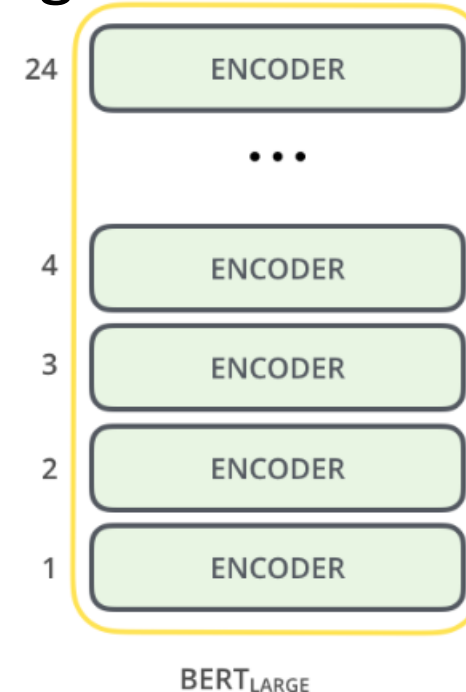 24 ENCODER
...
4 ENCODER
3 ENCODER
2 ENCODER
1 ENCODER
BERTLARGE